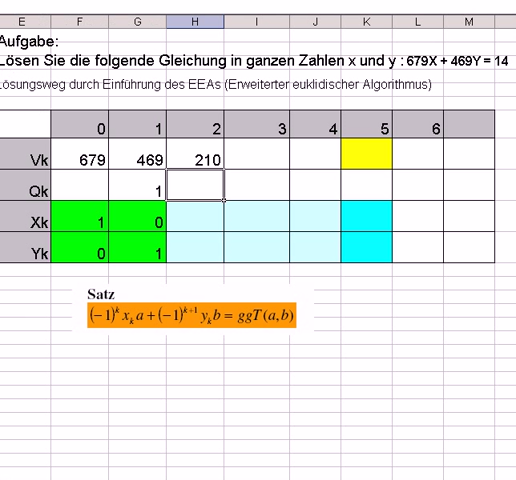 E F G H I J K L M
Aufgabe:
Lösen Sie die folgende Gleichung in ganzen Zahlen x und y : 679X + 469Y = 14
Lösungsweg durch Einführung des EEAs (Erweiterter euklidischer Algorithmus)
0 1 2 3 4 5 6
Vk 679 469 210
Qk 1
Xk 1 0
Yk 0 1
Satz
(−1)^k x_k a + (−1)^{k+1} y_k b = ggT(a,b)